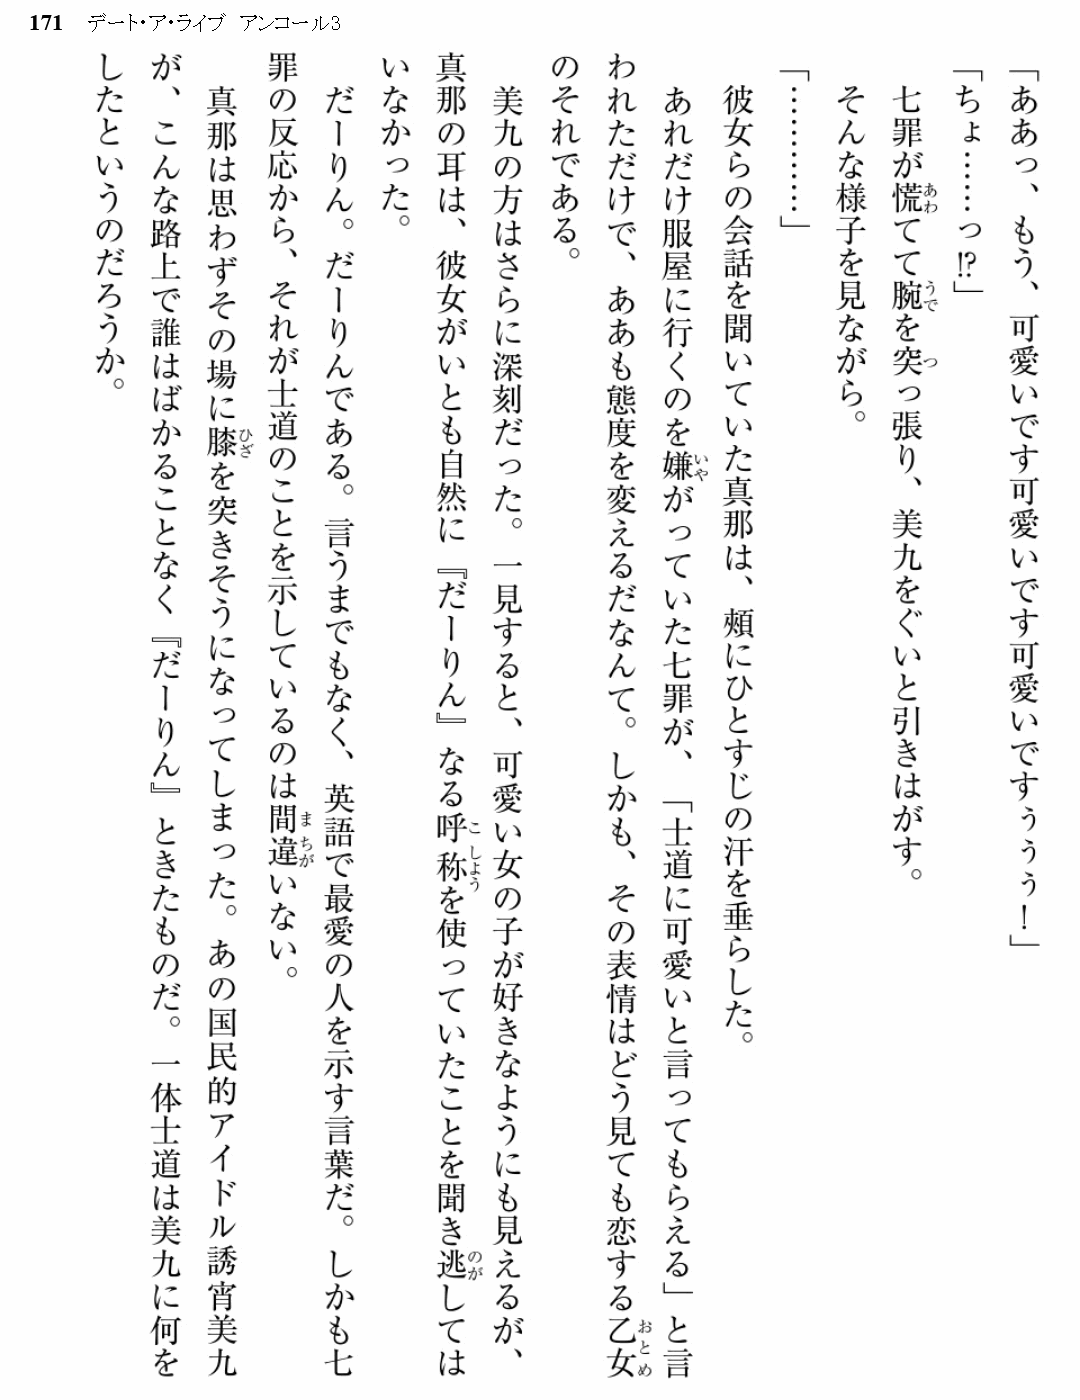 171 デート・ア・ライブ アンコール3
「ああっ、もう、可愛いです可愛いです可愛いですぅぅぅ！」
「ちょ……っ!?」
七罪が慌てて腕を突っ張り、美九をぐいと引きはがす。
そんな様子を見ながら。
「…………」
彼女らの会話を聞いていた真那は、頬にひとすじの汗を垂らした。
あれだけ服屋に行くのを嫌がっていた七罪が、「士道に可愛いと言ってもらえる」と言
われただけで、ああも態度を変えるだなんて。しかも、その表情はどう見ても恋する乙女
のそれである。
美九の方はさらに深刻だった。一見すると、可愛い女の子が好きなようにも見えるが、
真那の耳は、彼女がいとも自然に『だーりん』なる呼称を使っていたことを聞き逃しては
いなかった。
だーりん。だーりんである。言うまでもなく、英語で最愛の人を示す言葉だ。しかも七
罪の反応から、それが士道のことを示しているのは間違いない。
真那は思わずその場に膝を突きそうになってしまった。あの国民的アイドル誘宵美九
が、こんな路上で誰はばかることなく『だーりん』ときたものだ。一体士道は美九に何を
したというのだろうか。